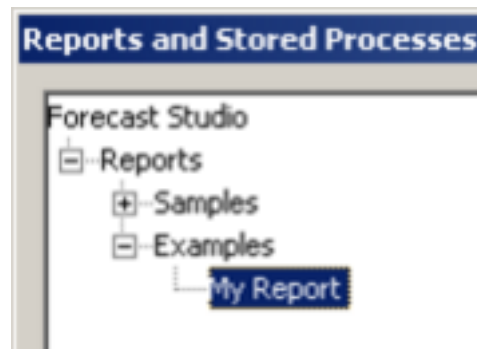 Reports and Stored Processes
Forecast Studio
Reports
Samples
Examples
My Report